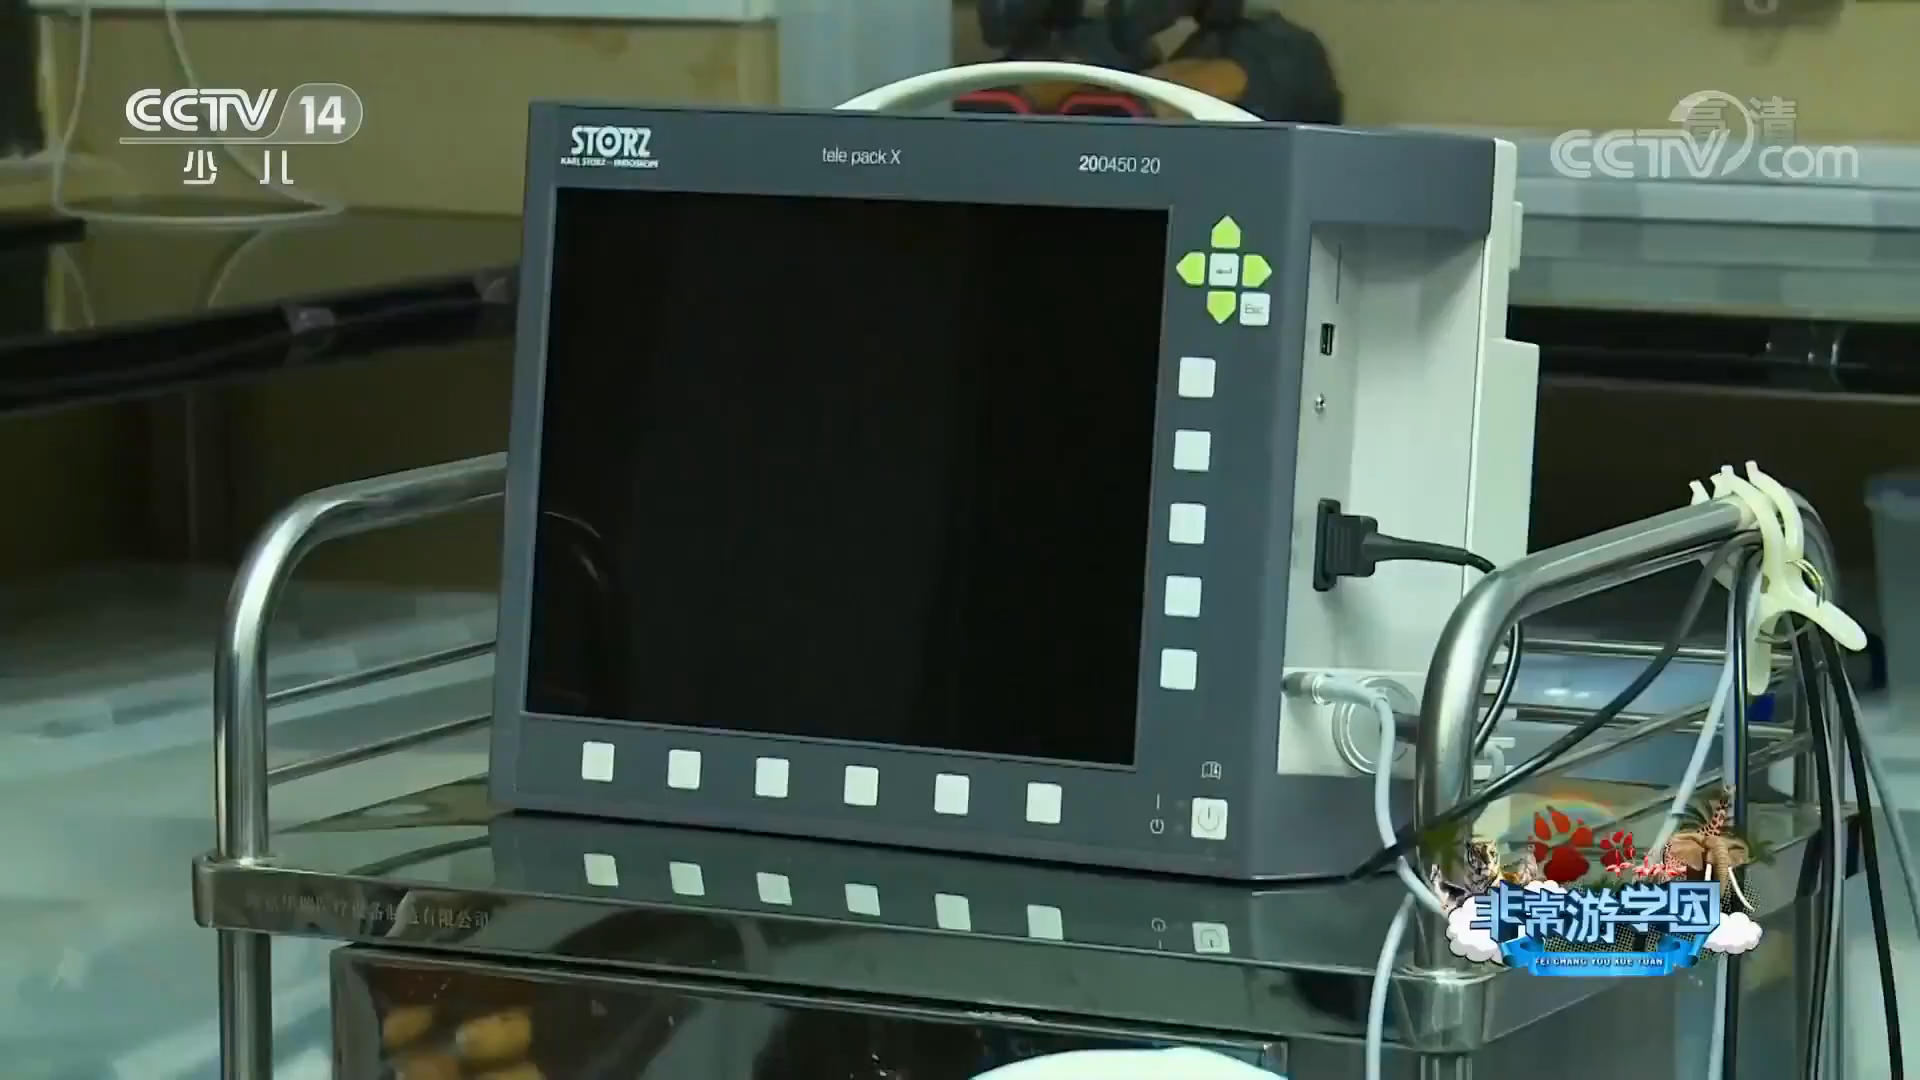 CCTV 14
少儿
高清
CCTV.com
STORZ
KARL STORZ — ENDOSKOPE
tele pack X
200450 20
Esc
非常游学团
FEI CHANG YOU XUE TUAN